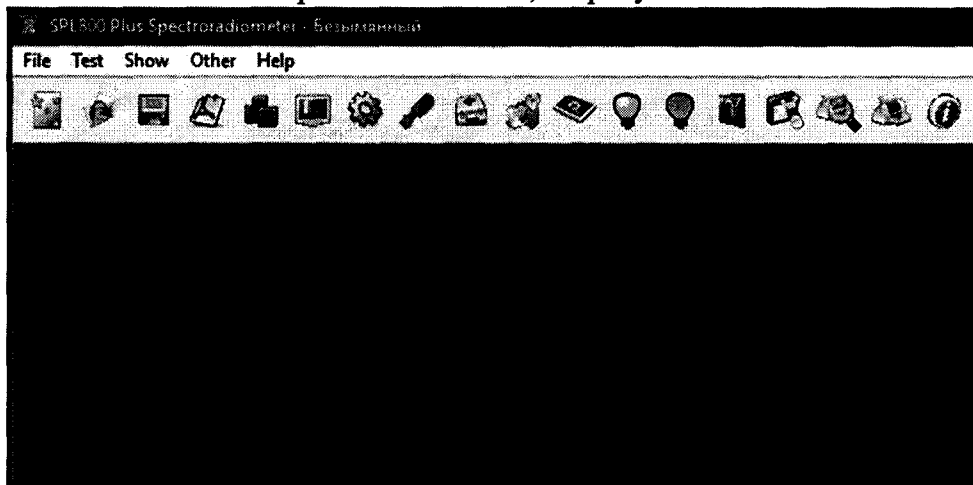 SPL300 Plus Spectroradiometer - Безымянный
File Test Show Other Help